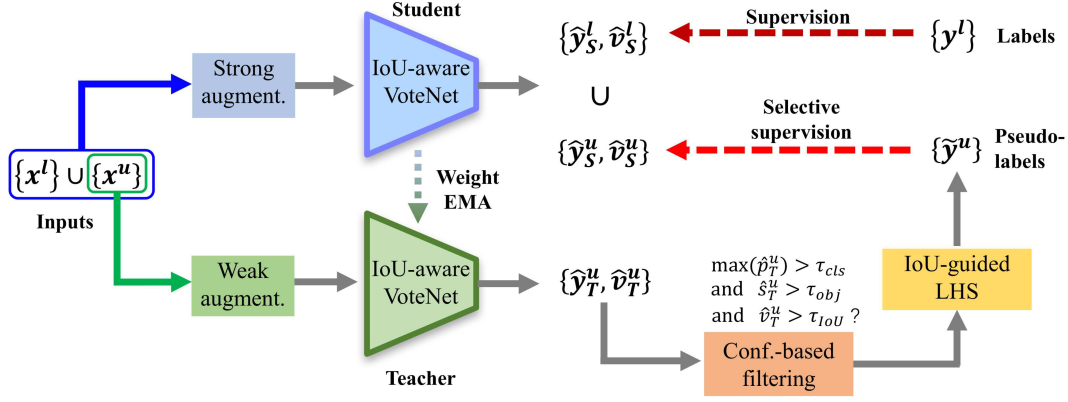 Student
Strong
augment.
IoU-aware
VoteNet
{ŷ_S^l, v̂_S^l}
Supervision
{y^l}
Labels
∪
{x^l} ∪ {x^u}
Inputs
Weight
EMA
{ŷ_S^u, v̂_S^u}
Selective
supervision
{ỹ^u}
Pseudo-
labels
Weak
augment.
IoU-aware
VoteNet
Teacher
{ŷ_T^u, v̂_T^u}
max(p̂_T^u) > τ_cls
and ŝ_T^u > τ_obj
and v̂_T^u > τ_IoU ?
Conf.-based
filtering
IoU-guided
LHS